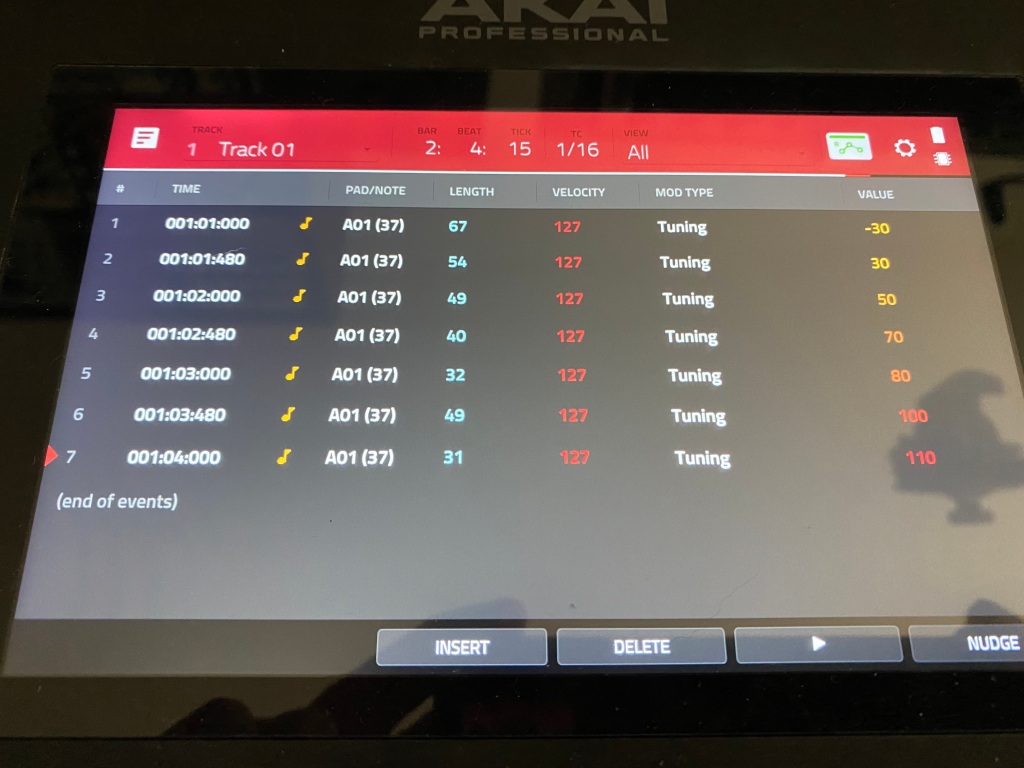 AKAI
PROFESSIONAL
TRACK BAR BEAT TICK TC VIEW
1 Track 01 2: 4: 15 1/16 All
# TIME PAD/NOTE LENGTH VELOCITY MOD TYPE VALUE
1 001:01:000 A01 (37) 67 127 Tuning -30
2 001:01:480 A01 (37) 54 127 Tuning 30
3 001:02:000 A01 (37) 49 127 Tuning 50
4 001:02:480 A01 (37) 40 127 Tuning 70
5 001:03:000 A01 (37) 32 127 Tuning 80
6 001:03:480 A01 (37) 49 127 Tuning 100
7 001:04:000 A01 (37) 31 127 Tuning 110
(end of events)
INSERT DELETE NUDGE